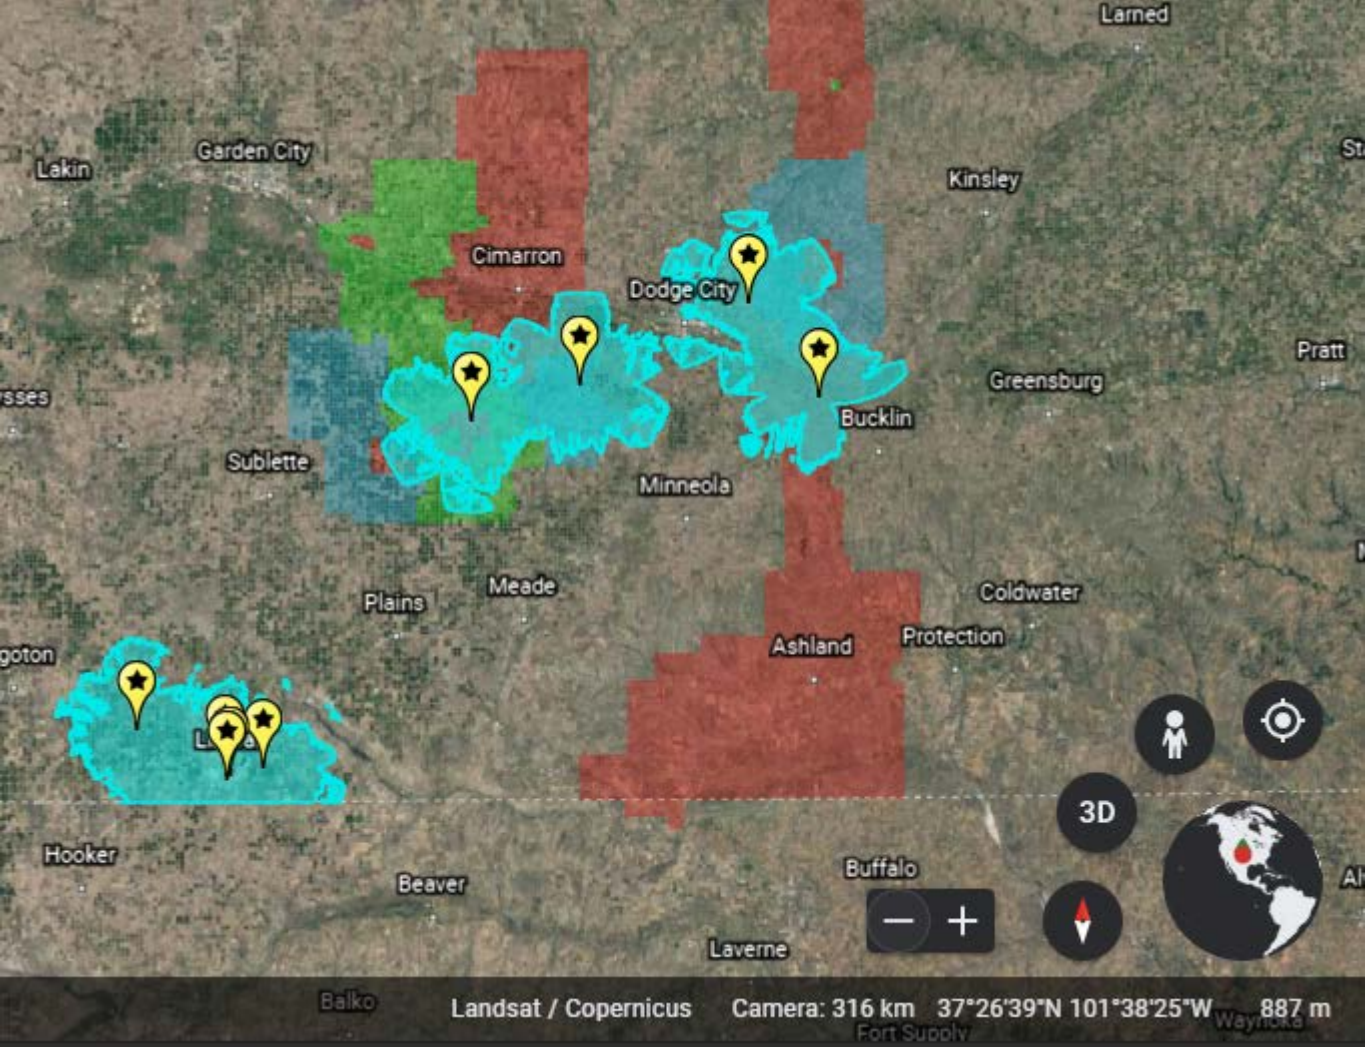 Larned
Garden City
Lakin
Kinsley
Cimarron
Dodge City
Pratt
Greensburg
Bucklin
Sublette
Minneola
Meade
Plains
Coldwater
Protection
Ashland
goton
3D
Hooker
Buffalo
Beaver
Laverne
Balko
Landsat / Copernicus Camera: 316 km 37°26'39"N 101°38'25"W 887 m
Waynoka
Fort Supply